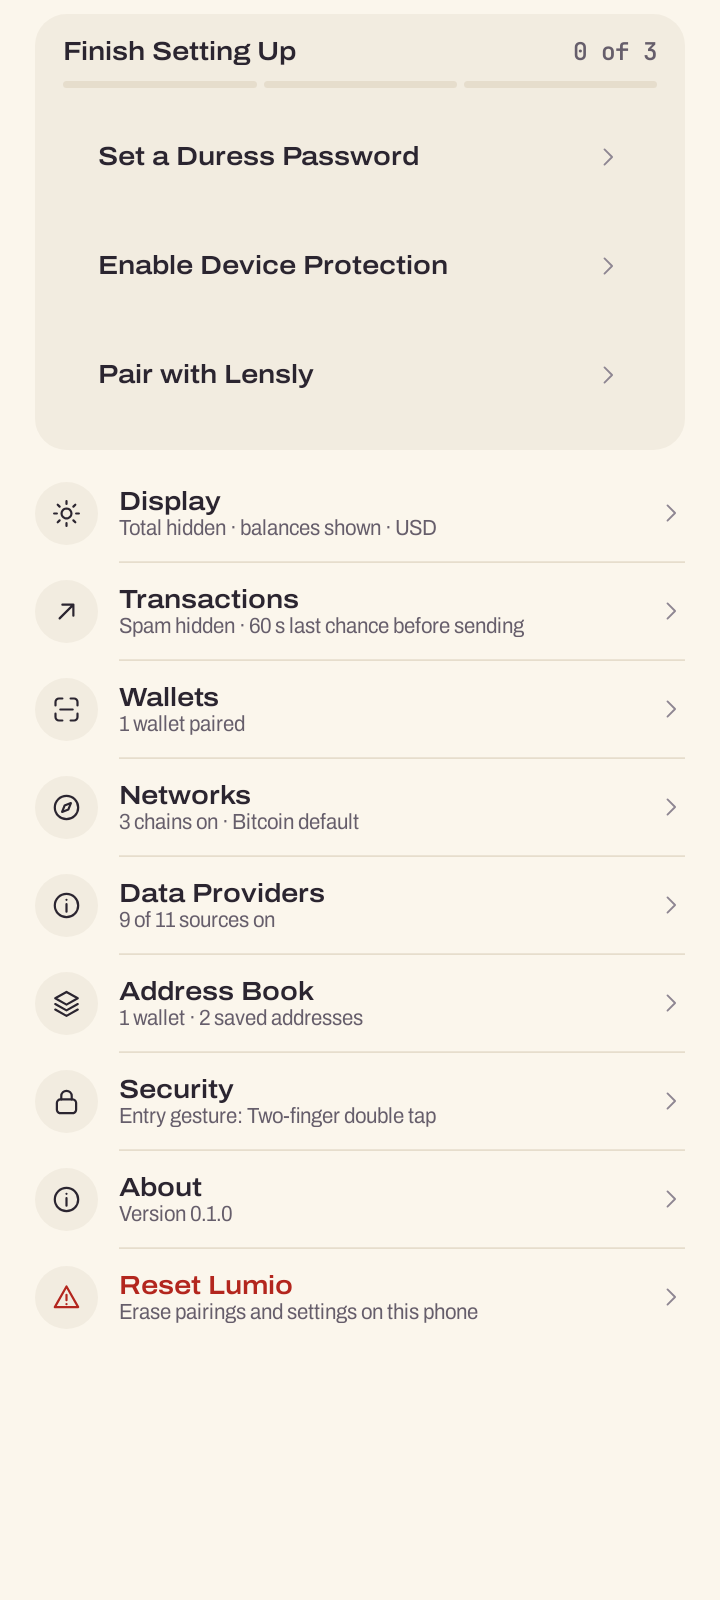 Finish Setting Up
0 of 3
Set a Duress Password
Enable Device Protection
Pair with Lensly
Display
Total hidden · balances shown · USD
Transactions
Spam hidden · 60 s last chance before sending
Wallets
1 wallet paired
Networks
3 chains on · Bitcoin default
Data Providers
9 of 11 sources on
Address Book
1 wallet · 2 saved addresses
Security
Entry gesture: Two-finger double tap
About
Version 0.1.0
Reset Lumio
Erase pairings and settings on this phone